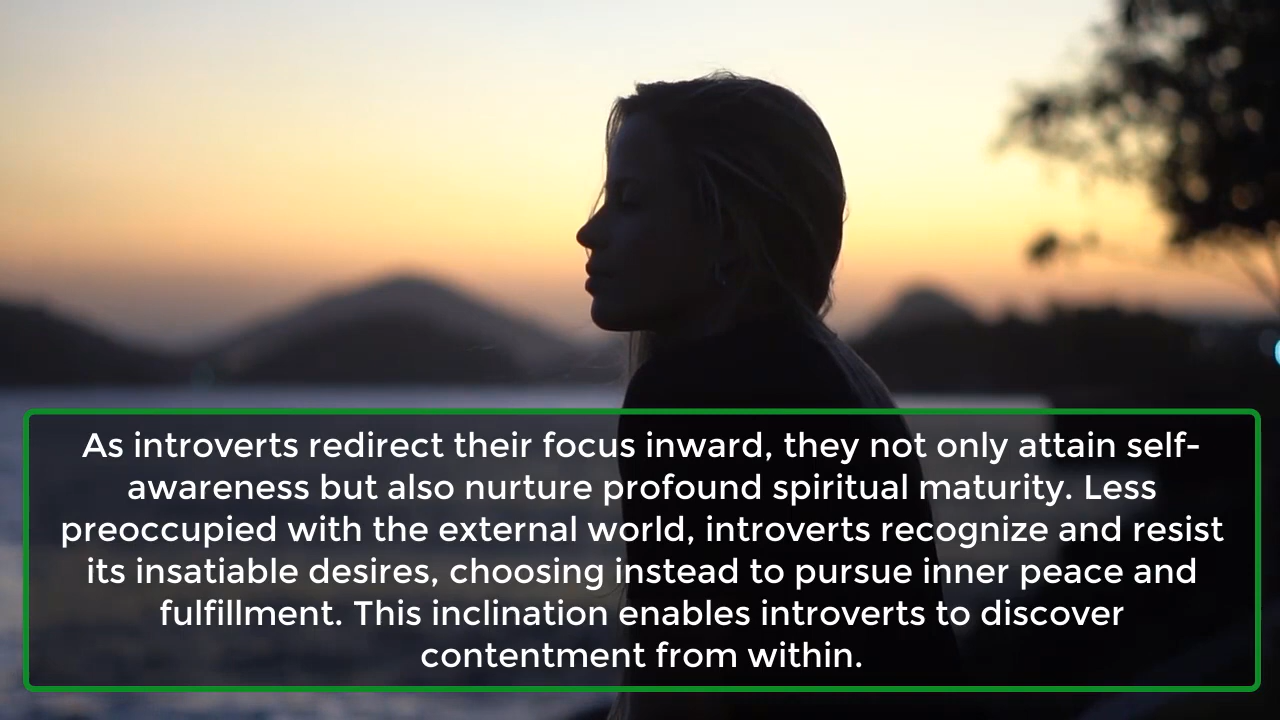 As introverts redirect their focus inward, they not only attain self-
awareness but also nurture profound spiritual maturity. Less
preoccupied with the external world, introverts recognize and resist
its insatiable desires, choosing instead to pursue inner peace and
fulfillment. This inclination enables introverts to discover
contentment from within.